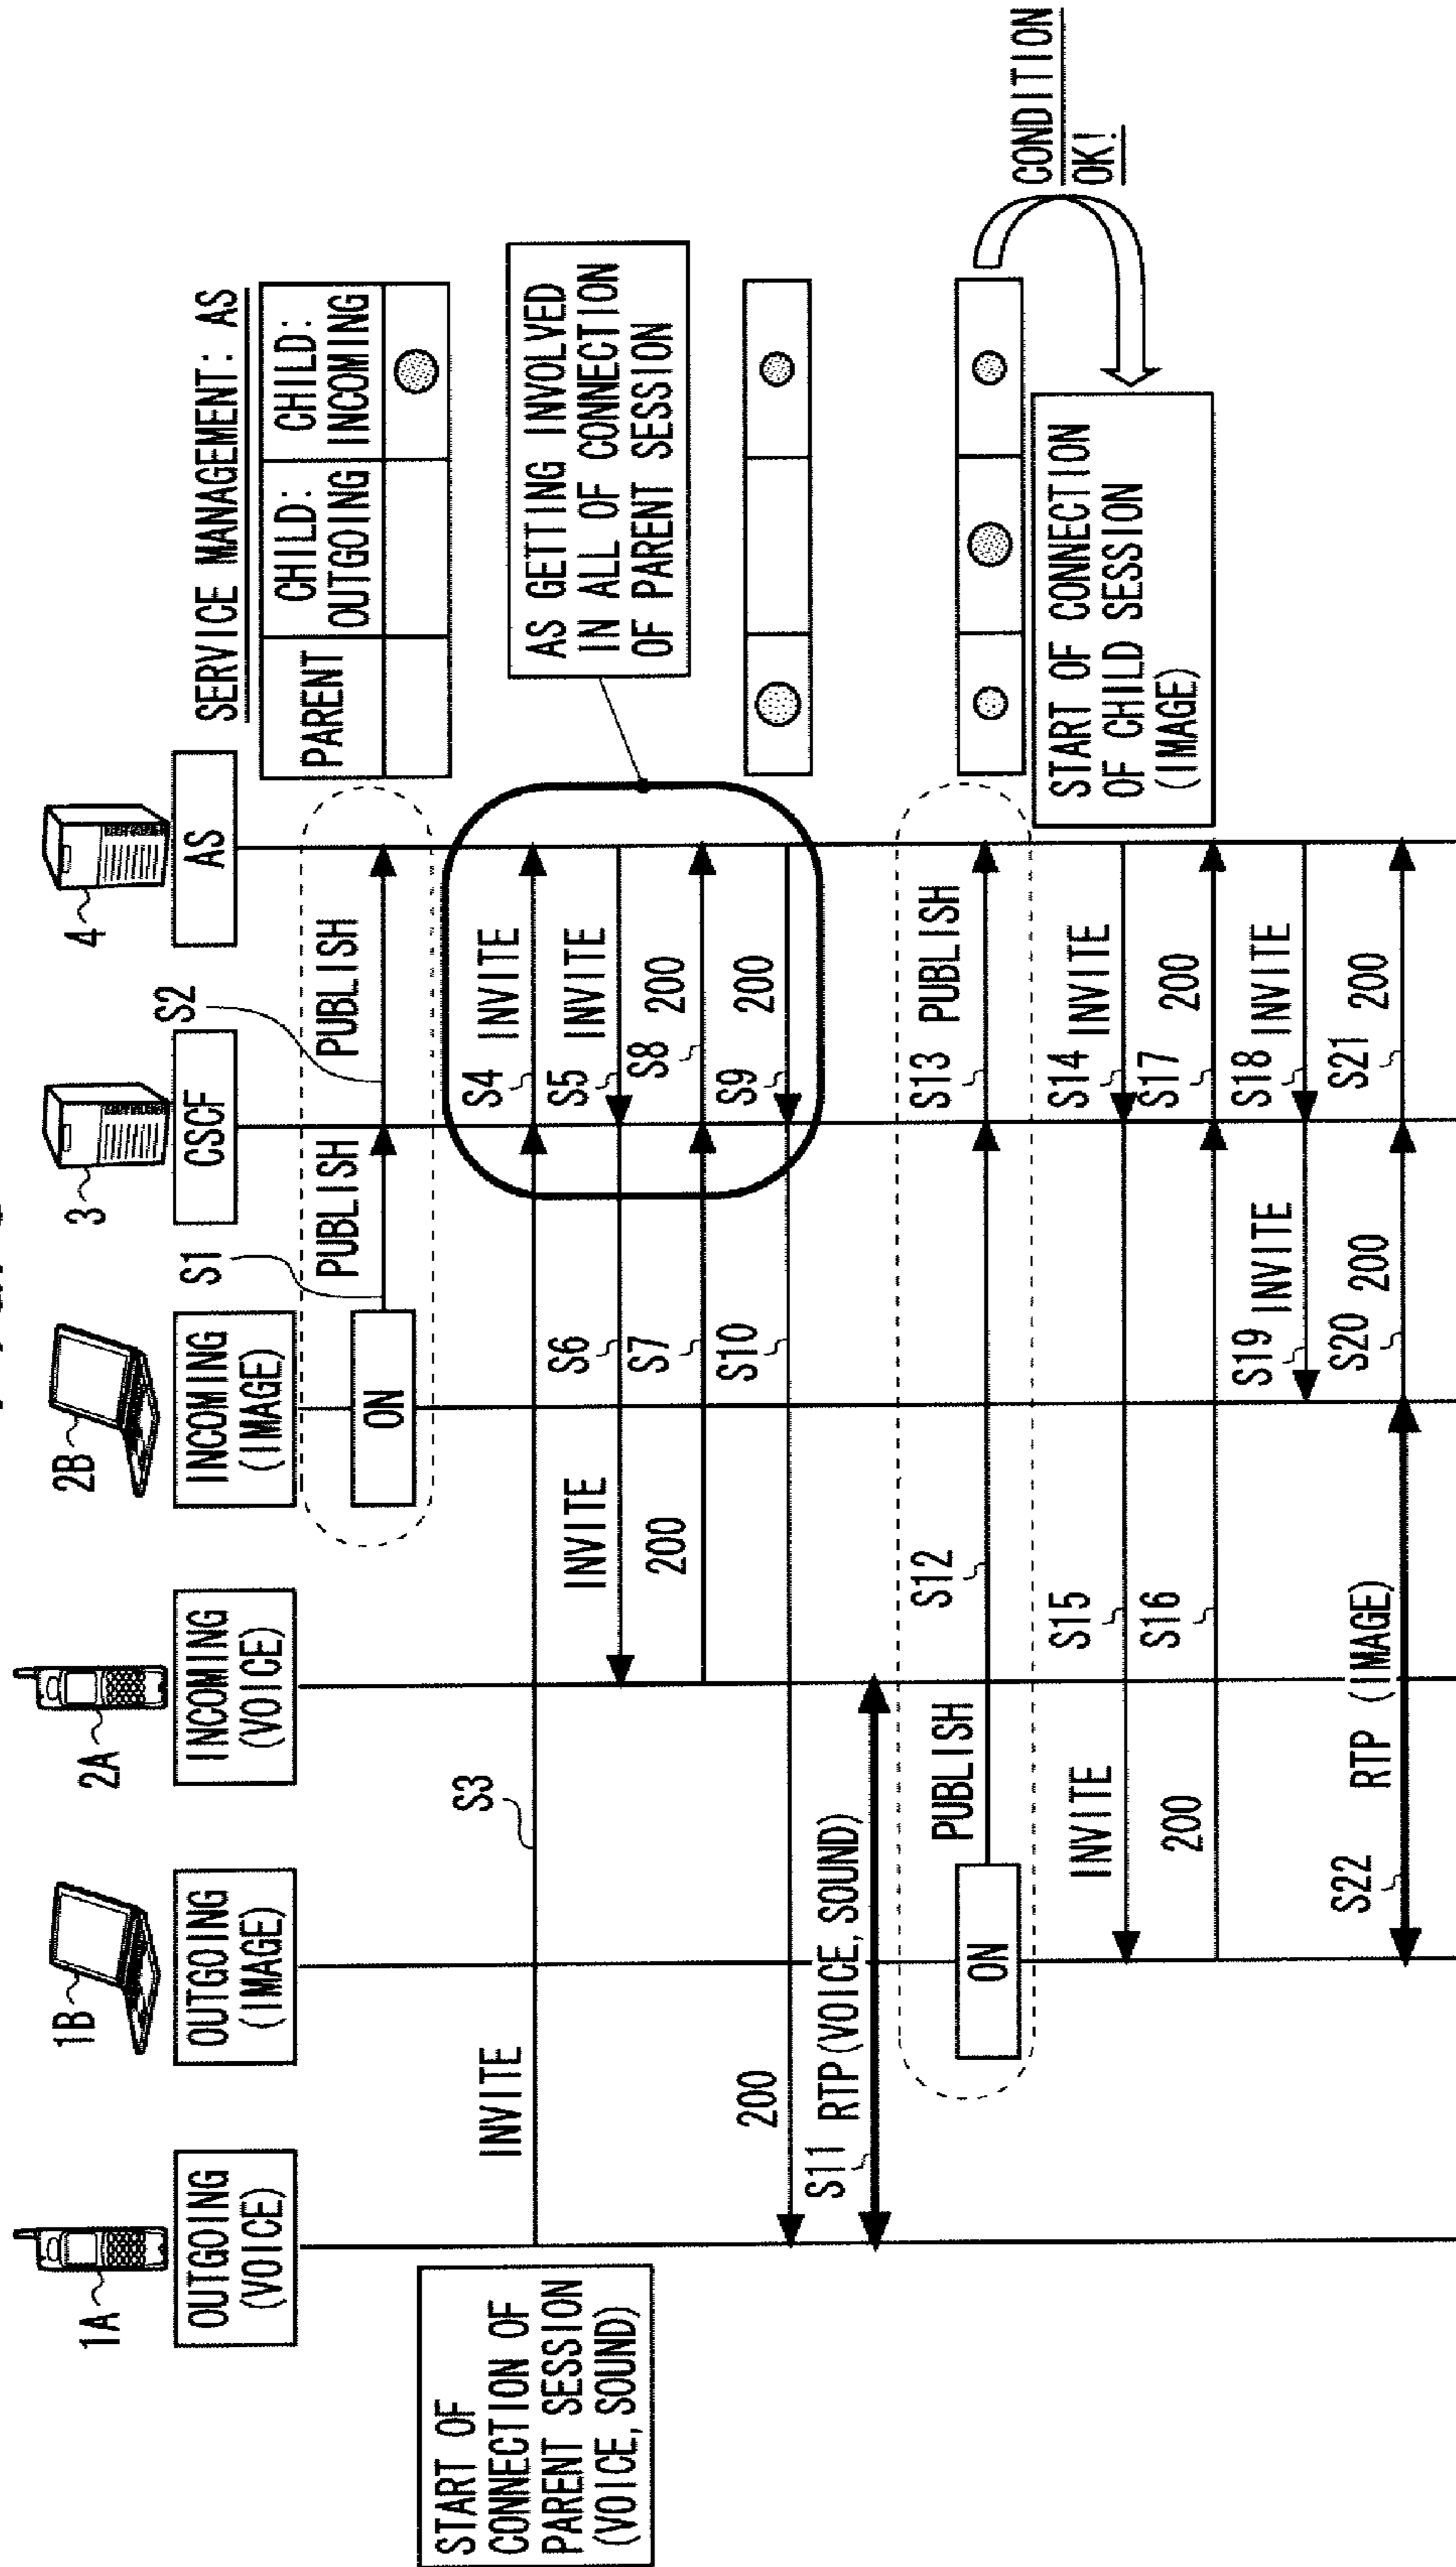 1A
OUTGOING
(VOICE)
1B
OUTGOING
(IMAGE)
2A
INCOMING
(VOICE)
2B
INCOMING
(IMAGE)
3
CSCF
4
AS
SERVICE MANAGEMENT: AS
PARENT
CHILD:
OUTGOING
CHILD:
INCOMING
ON
S1
PUBLISH
S2
PUBLISH
START OF
CONNECTION OF
PARENT SESSION
(VOICE, SOUND)
INVITE
S3
S4
INVITE
AS GETTING INVOLVED
IN ALL OF CONNECTION
OF PARENT SESSION
INVITE
S6
S5
INVITE
200
S7
S8
200
200
S10
S9
200
S11
RTP(VOICE, SOUND)
ON
PUBLISH
S12
S13
PUBLISH
CONDITION
OK!
START OF CONNECTION
OF CHILD SESSION
(IMAGE)
INVITE
S15
S14
INVITE
200
S16
S17
200
S19
INVITE
S18
INVITE
S22
RTP (IMAGE)
S20
200
S21
200